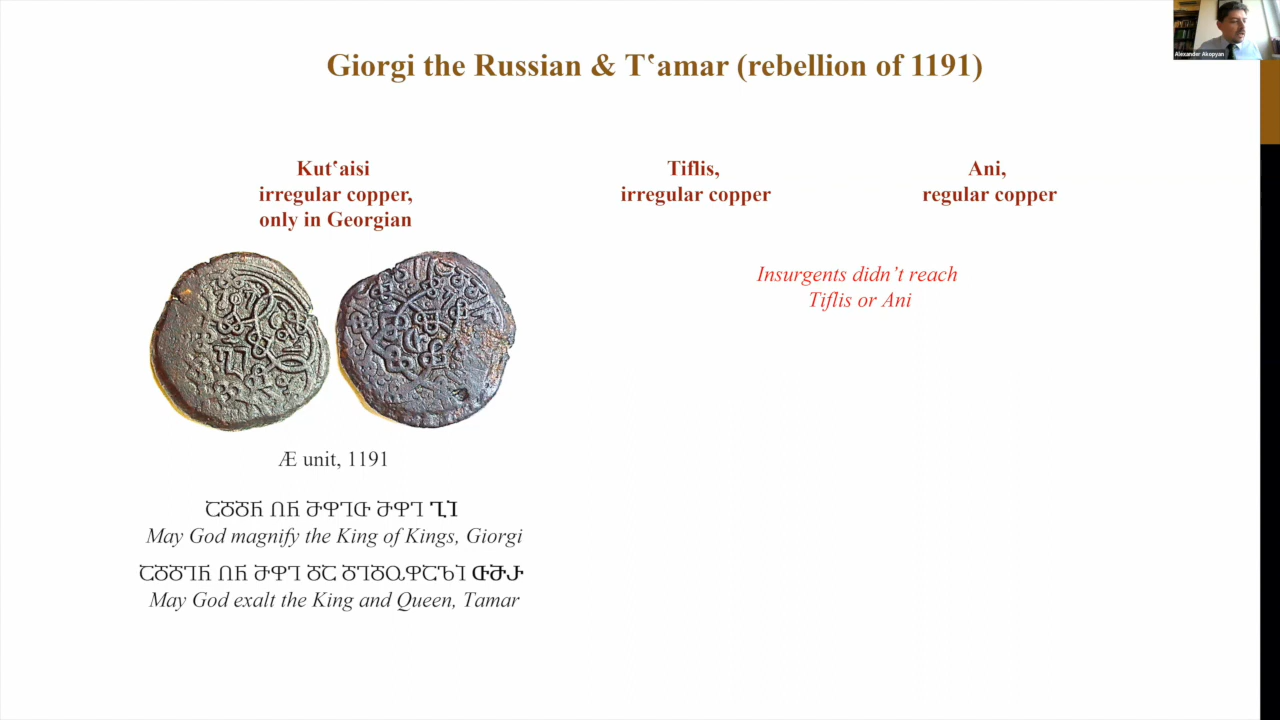 Giorgi the Russian & Tʿamar (rebellion of 1191)
Kutʿaisi
irregular copper,
only in Georgian
Tiflis,
irregular copper
Ani,
regular copper
Insurgents didn’t reach
Tiflis or Ani
Æ unit, 1191
May God magnify the King of Kings, Giorgi
May God exalt the King and Queen, Tamar
Alexander Akopyan